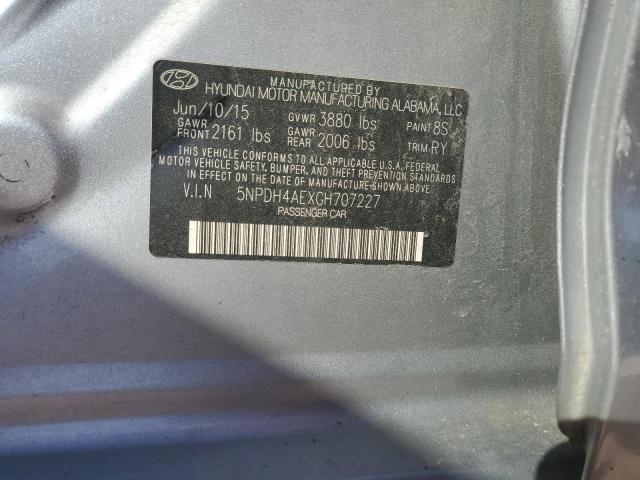 MANUFACTURED BY
HYUNDAI MOTOR MANUFACTURING ALABAMA, LLC
Jun/10/15 GVWR 3880 lbs PAINT 8S
GAWR FRONT 2161 lbs GAWR REAR 2006 lbs TRIM RY
THIS VEHICLE CONFORMS TO ALL APPLICABLE U.S.A. FEDERAL
MOTOR VEHICLE SAFETY, BUMPER, AND THEFT PREVENTION STANDARDS
IN EFFECT ON THE DATE OF MANUFACTURE SHOWN ABOVE.
V.I.N 5NPDH4AEXGH707227
PASSENGER CAR